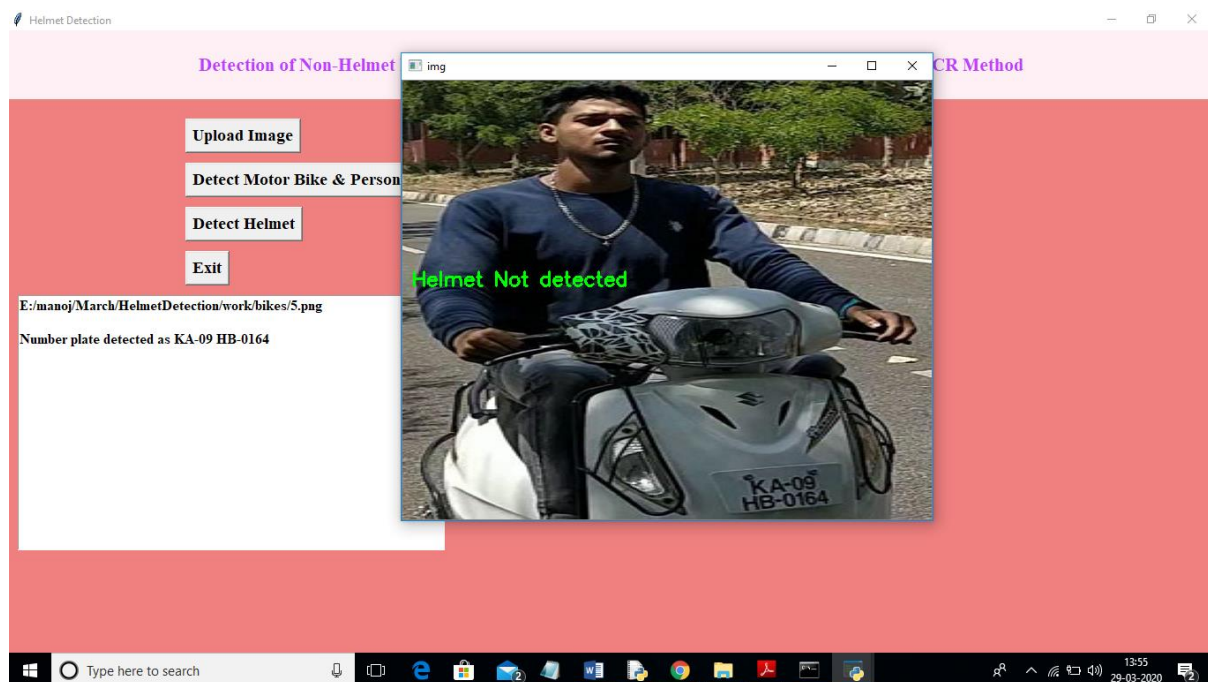 Helmet Detection
Detection of Non-Helmet
CR Method
img
Upload Image
Detect Motor Bike & Person
Detect Helmet
Exit
E:/manoj/March/HelmetDetection/work/bikes/5.png
Number plate detected as KA-09 HB-0164
Helmet Not detected
KA-09
HB-0164
Type here to search
2
13:55
29-03-2020
2